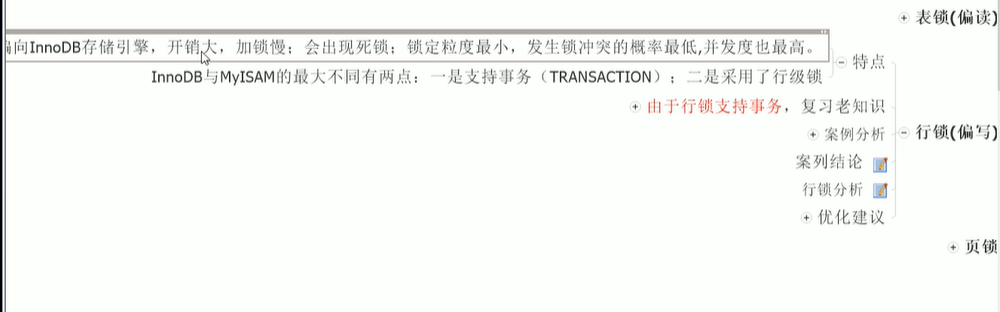 表锁(偏读)
偏向InnoDB存储引擎，开销大，加锁慢；会出现死锁；锁定粒度最小，发生锁冲突的概率最低,并发度也最高。
特点
InnoDB与MyISAM的最大不同有两点：一是支持事务（TRANSACTION）；二是采用了行级锁
由于行锁支持事务，复习老知识
行锁(偏写)
案例分析
案列结论
行锁分析
优化建议
页锁